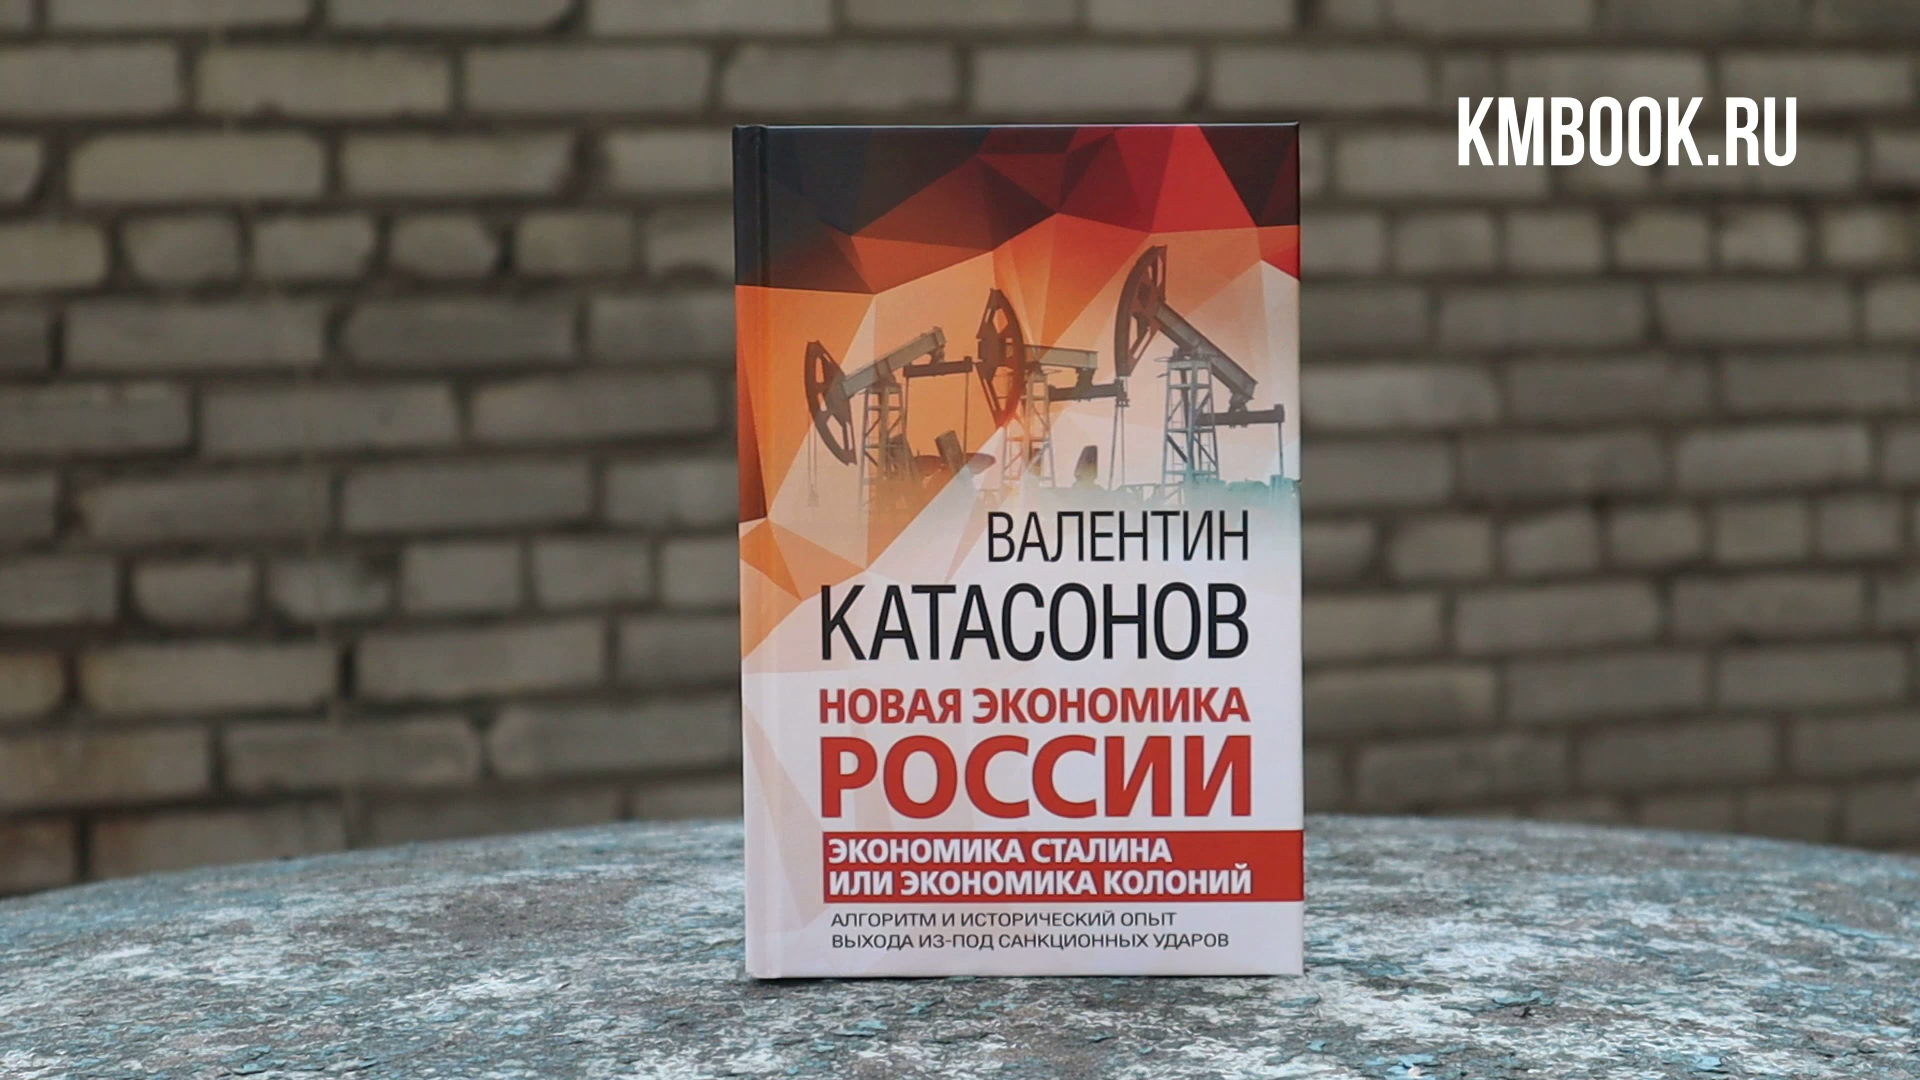 KMBOOK.RU
ВАЛЕНТИН
КАТАСОНОВ
НОВАЯ ЭКОНОМИКА
РОССИИ
ЭКОНОМИКА СТАЛИНА
ИЛИ ЭКОНОМИКА КОЛОНИЙ
АЛГОРИТМ И ИСТОРИЧЕСКИЙ ОПЫТ
ВЫХОДА ИЗ-ПОД САНКЦИОННЫХ УДАРОВ